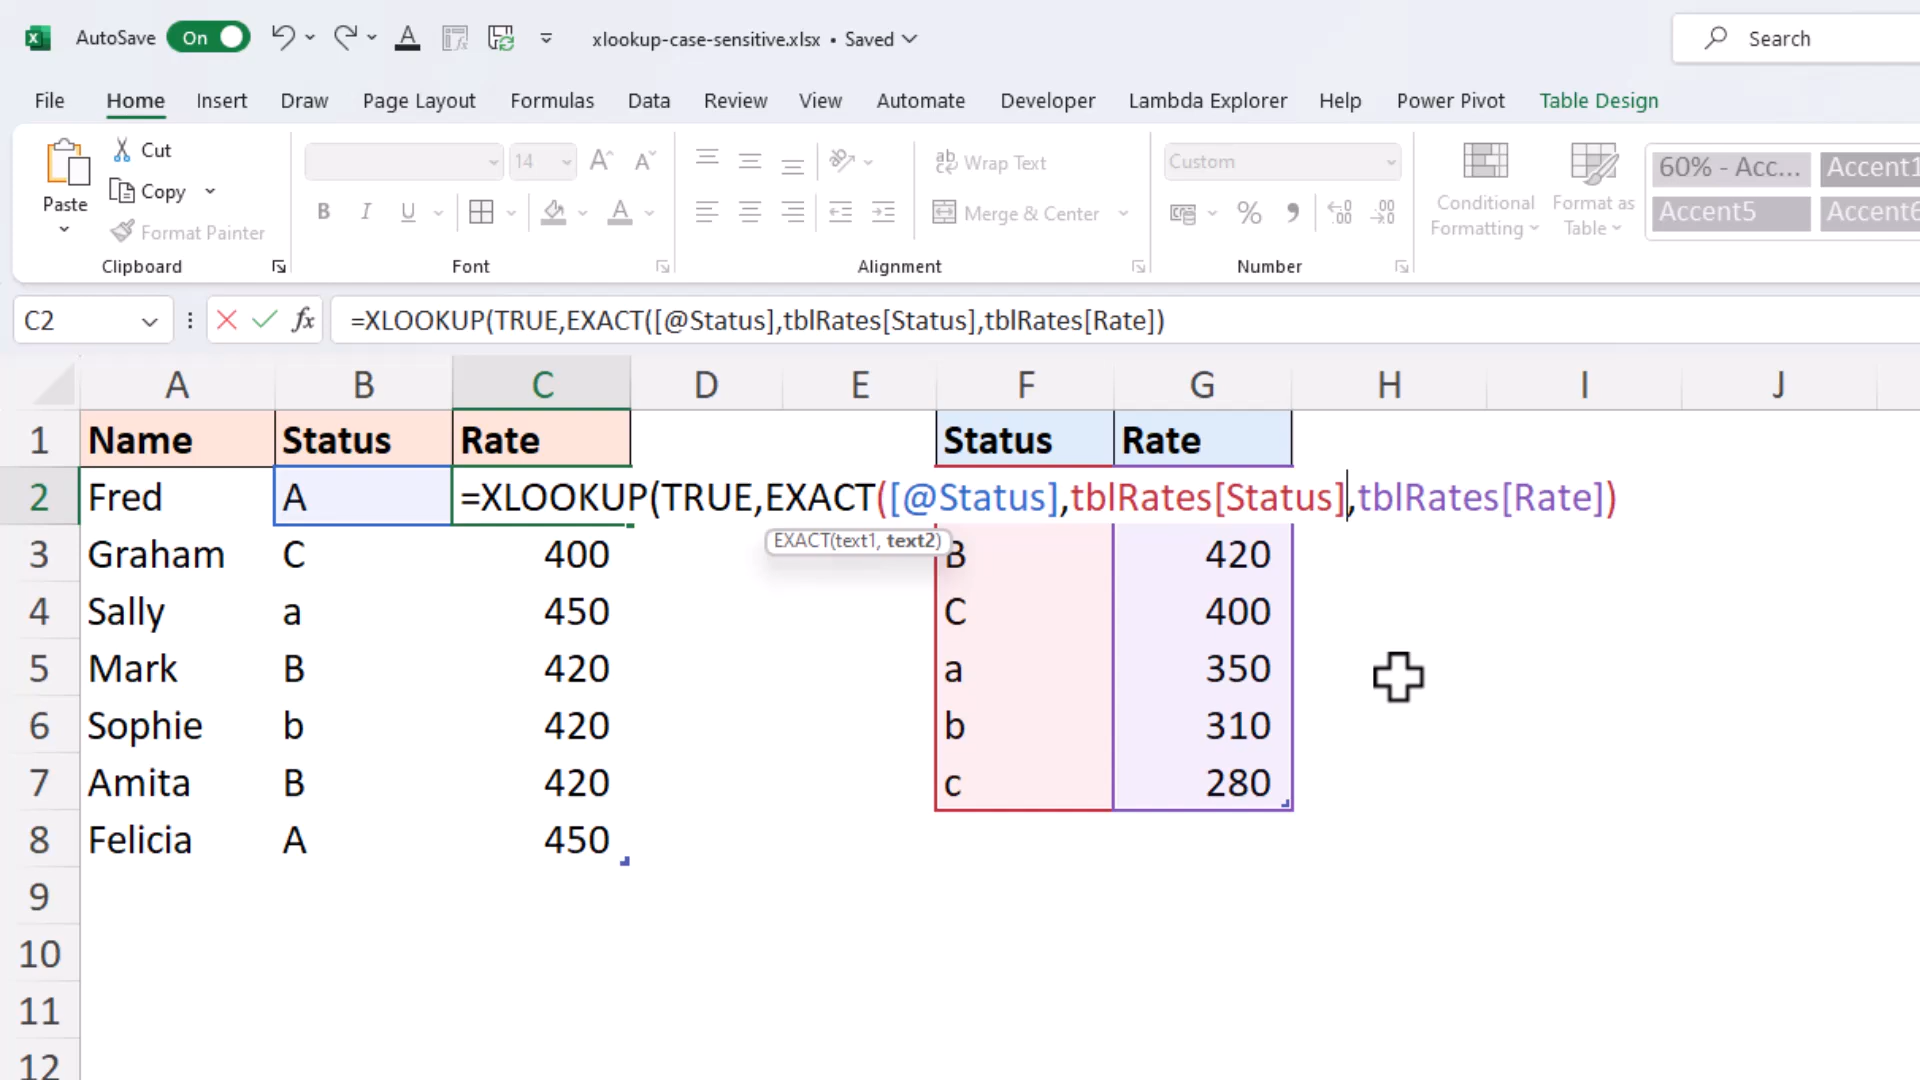 AutoSave On xlookup-case-sensitive.xlsx • Saved Search
File Home Insert Draw Page Layout Formulas Data Review View Automate Developer Lambda Explorer Help Power Pivot Table Design
Paste
Cut
Copy
Format Painter
Clipboard
14
B I U
Font
Wrap Text
Merge & Center
Alignment
Custom
Number
Conditional Formatting
Format as Table
60% - Acc... Accent1
Accent5 Accent6
C2 fx =XLOOKUP(TRUE,EXACT([@Status],tblRates[Status],tblRates[Rate])
A B C D E F G H I J
1 Name Status Rate Status Rate
2 Fred A =XLOOKUP(TRUE,EXACT([@Status],tblRates[Status],tblRates[Rate])
EXACT(text1, text2)
3 Graham C 400 B 420
4 Sally a 450 C 400
5 Mark B 420 a 350
6 Sophie b 420 b 310
7 Amita B 420 c 280
8 Felicia A 450
9
10
11
12